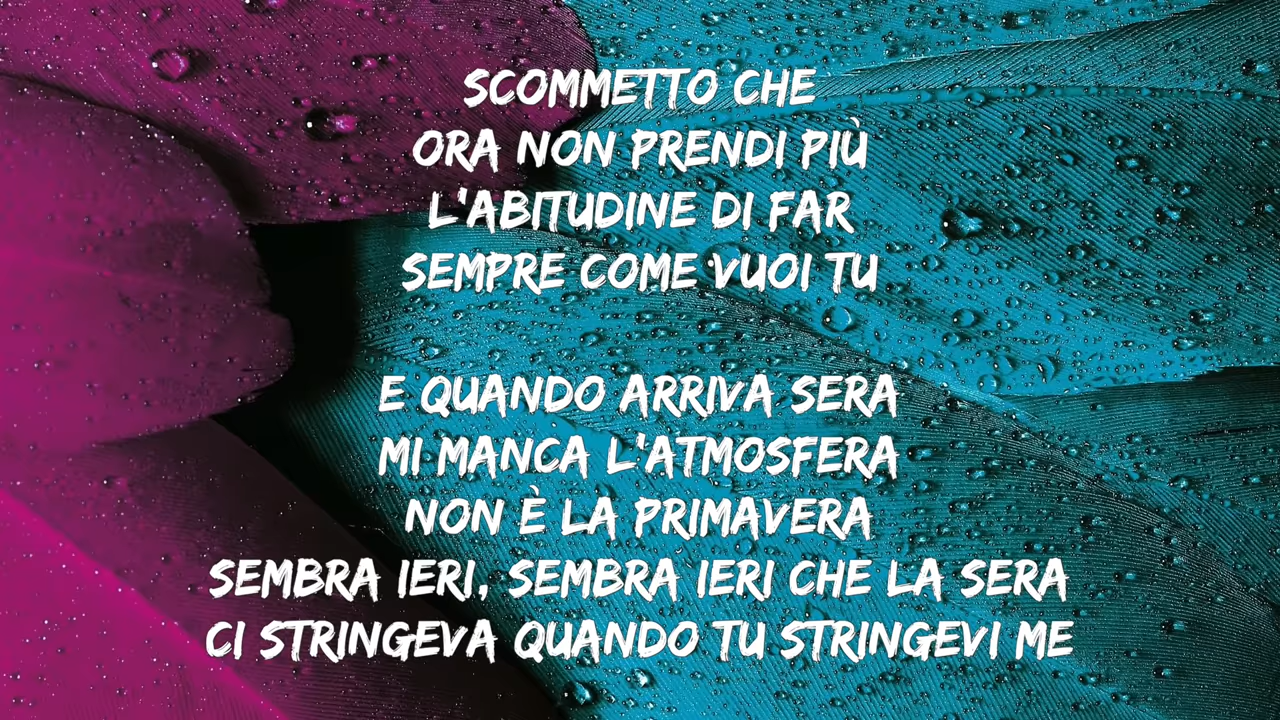 SCOMMETTO CHE
ORA NON PRENDI PIÙ
L'ABITUDINE DI FAR
SEMPRE COME VUOI TU
E QUANDO ARRIVA SERA
MI MANCA L'ATMOSFERA
NON È LA PRIMAVERA
SEMBRA IERI, SEMBRA IERI CHE LA SERA
CI STRINGEVA QUANDO TU STRINGEVI ME